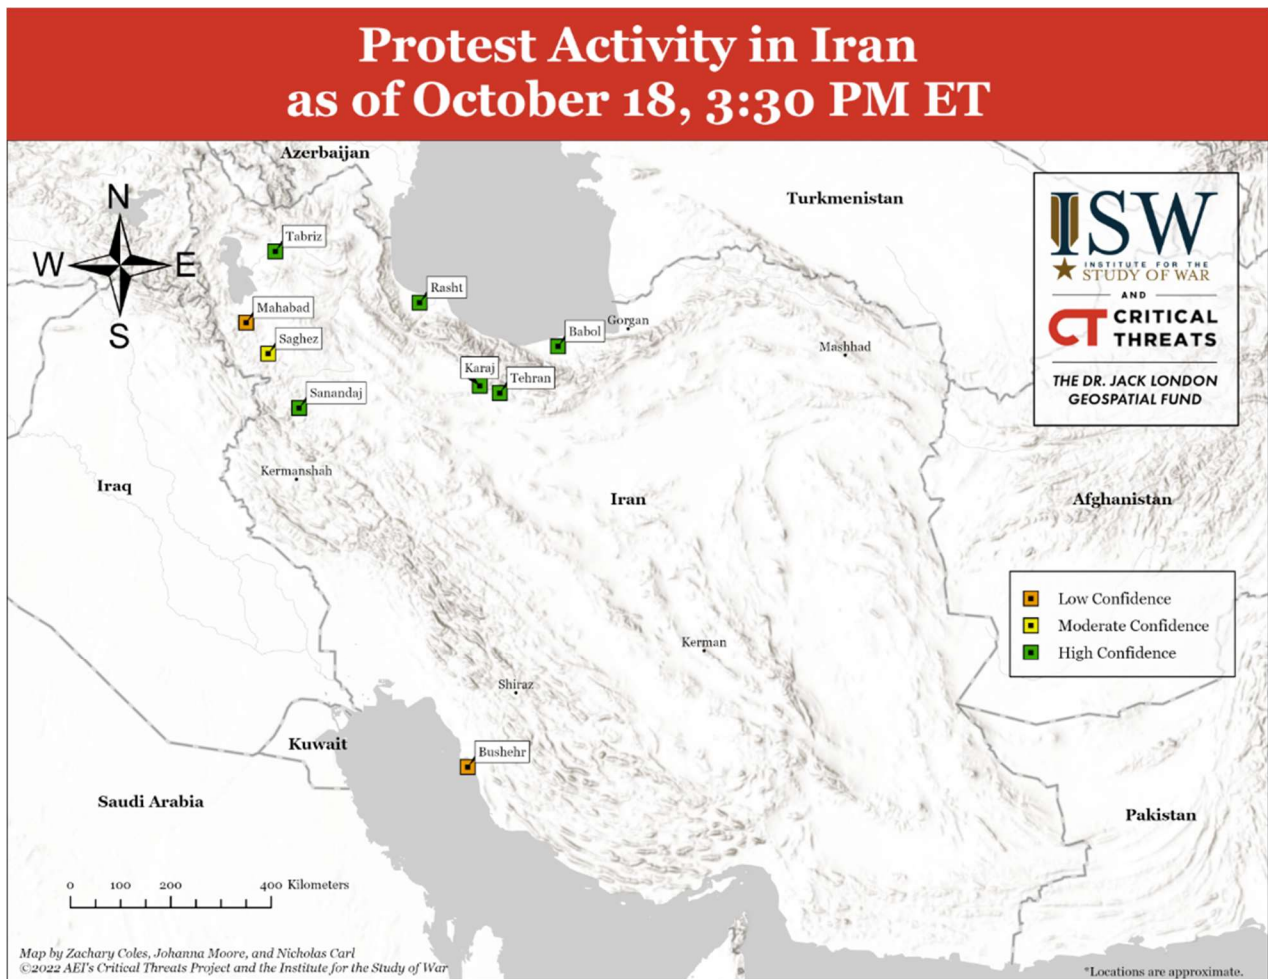 Protest Activity in Iran
as of October 18, 3:30 PM ET
Azerbaijan
Turkmenistan
N
W E
S
Tabriz
Rasht
Mahabad
Saghez
Babol
Gorgan
Mashhad
Karaj
Tehran
Sanandaj
Kermanshah
Iraq
Iran
Afghanistan
Kerman
Shiraz
Kuwait
Bushehr
Saudi Arabia
Pakistan
ISW
INSTITUTE FOR THE
STUDY OF WAR
AND
CT CRITICAL
THREATS
THE DR. JACK LONDON
GEOSPATIAL FUND
Low Confidence
Moderate Confidence
High Confidence
0 100 200 400 Kilometers
Map by Zachary Coles, Johanna Moore, and Nicholas Carl
©2022 AEI's Critical Threats Project and the Institute for the Study of War
*Locations are approximate.